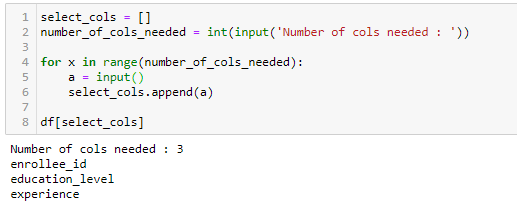 1 select_cols = []
2 number_of_cols_needed = int(input('Number of cols needed : '))
3
4 for x in range(number_of_cols_needed):
5     a = input()
6     select_cols.append(a)
7
8 df[select_cols]
Number of cols needed : 3
enrollee_id
education_level
experience